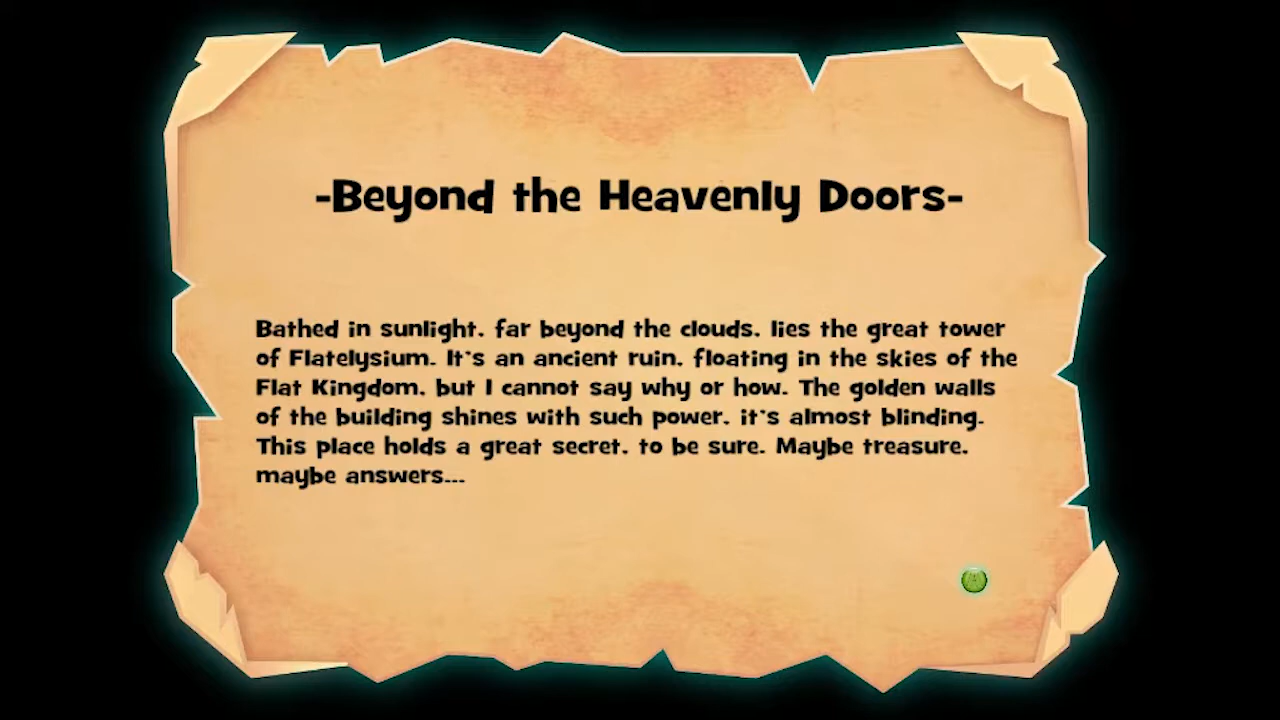 -Beyond the Heavenly Doors-
Bathed in sunlight, far beyond the clouds, lies the great tower
of Flatelysium. It's an ancient ruin, floating in the skies of the
Flat Kingdom, but I cannot say why or how. The golden walls
of the building shines with such power, it's almost blinding.
This place holds a great secret, to be sure. Maybe treasure,
maybe answers...
A